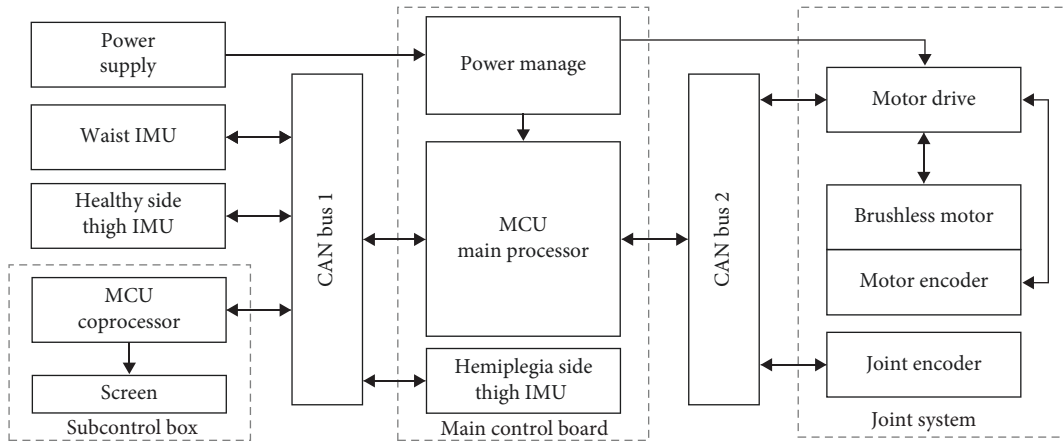 Power
supply
Waist IMU
Healthy side
thigh IMU
MCU
coprocessor
Screen
Subcontrol box
CAN bus 1
Power manage
MCU
main processor
Hemiplegia side
thigh IMU
Main control board
CAN bus 2
Motor drive
Brushless motor
Motor encoder
Joint encoder
Joint system